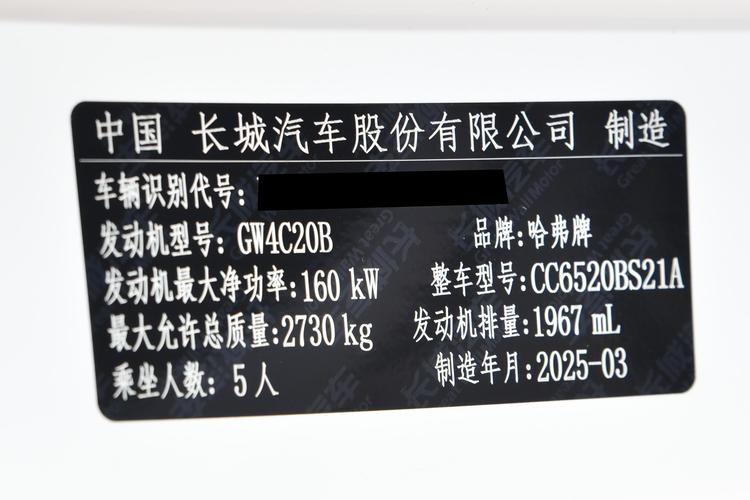 中国 长城汽车股份有限公司 制造
车辆识别代号:
发动机型号: GW4C20B 品牌:哈弗牌
发动机最大净功率:160 kW 整车型号:CC6520BS21A
最大允许总质量:2730 kg 发动机排量:1967 mL
乘坐人数: 5人 制造年月:2025-03